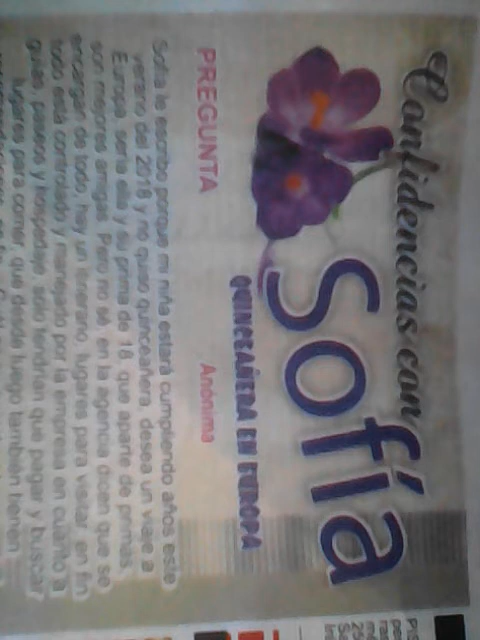 Confidencias con
Sofía
QUINCEAÑERA EN EUROPA
PREGUNTA
Anónima
Sofía le escribo porque mi niña estará cumpliendo años este
verano del 2018 y no quiso quinceañera, desea un viaje a
Europa, sería ella y su prima de 16, que aparte de primas,
son mejores amigas. Pero no sé, en la agencia dicen que se
encargan de todo, hay un itinerario, lugares para visitar, en fin
todo está controlado y manejado por la empresa en cuanto a
guías, paseos y hospedaje, sólo tendrían que pagar y buscar
lugares para comer, que desde luego también tienen